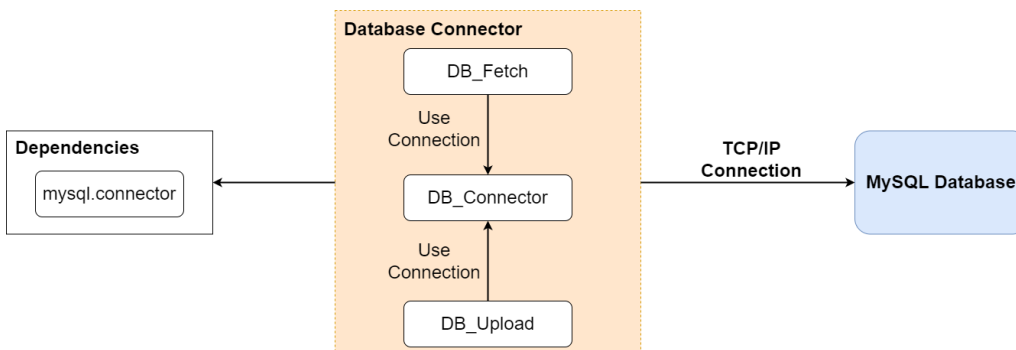 Database Connector
DB_Fetch
Use
Connection
Dependencies
mysql.connector
DB_Connector
TCP/IP
Connection
MySQL Database
Use
Connection
DB_Upload